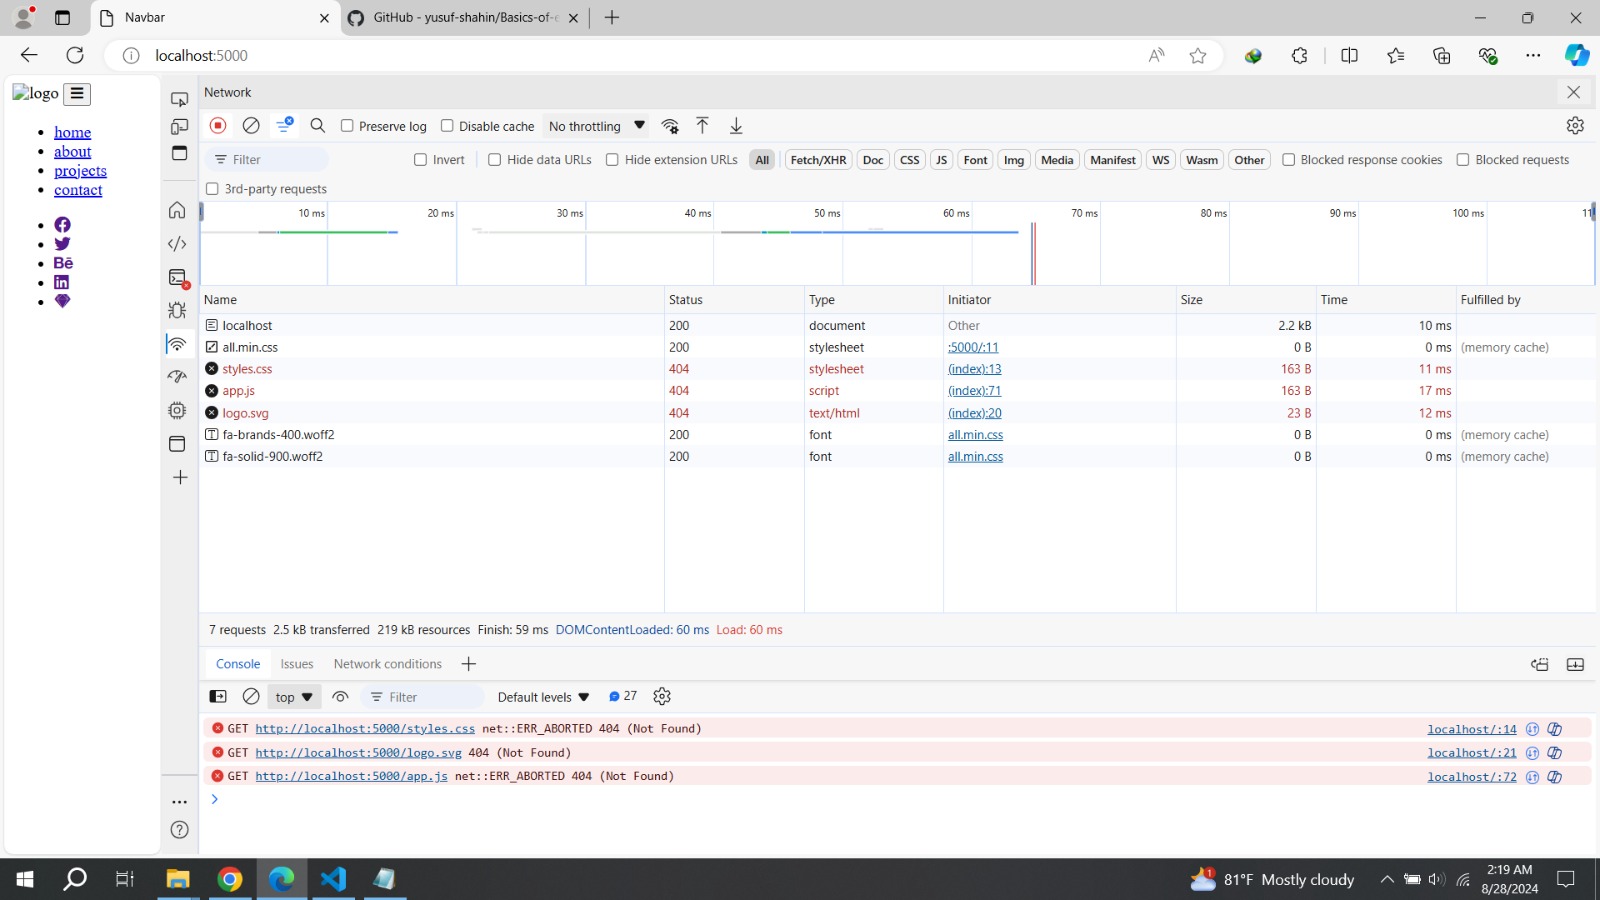 Navbar
GitHub - yusuf-shahin/Basics-of-e
localhost:5000
logo
home
about
projects
contact
Network
Preserve log
Disable cache
No throttling
Filter
Invert
Hide data URLs
Hide extension URLs
All
Fetch/XHR
Doc
CSS
JS
Font
Img
Media
Manifest
WS
Wasm
Other
Blocked response cookies
Blocked requests
3rd-party requests
10 ms
20 ms
30 ms
40 ms
50 ms
60 ms
70 ms
80 ms
90 ms
100 ms
Name Status Type Initiator Size Time Fulfilled by
localhost 200 document Other 2.2 kB 10 ms
all.min.css 200 stylesheet :5000/:11 0 B 0 ms (memory cache)
styles.css 404 stylesheet (index):13 163 B 11 ms
app.js 404 script (index):71 163 B 17 ms
logo.svg 404 text/html (index):20 23 B 12 ms
fa-brands-400.woff2 200 font all.min.css 0 B 0 ms (memory cache)
fa-solid-900.woff2 200 font all.min.css 0 B 0 ms (memory cache)
7 requests 2.5 kB transferred 219 kB resources Finish: 59 ms DOMContentLoaded: 60 ms Load: 60 ms
Console Issues Network conditions
top
Filter
Default levels
27
GET http://localhost:5000/styles.css net::ERR_ABORTED 404 (Not Found) localhost/:14
GET http://localhost:5000/logo.svg 404 (Not Found) localhost/:21
GET http://localhost:5000/app.js net::ERR_ABORTED 404 (Not Found) localhost/:72
1
81°F Mostly cloudy
2:19 AM
8/28/2024